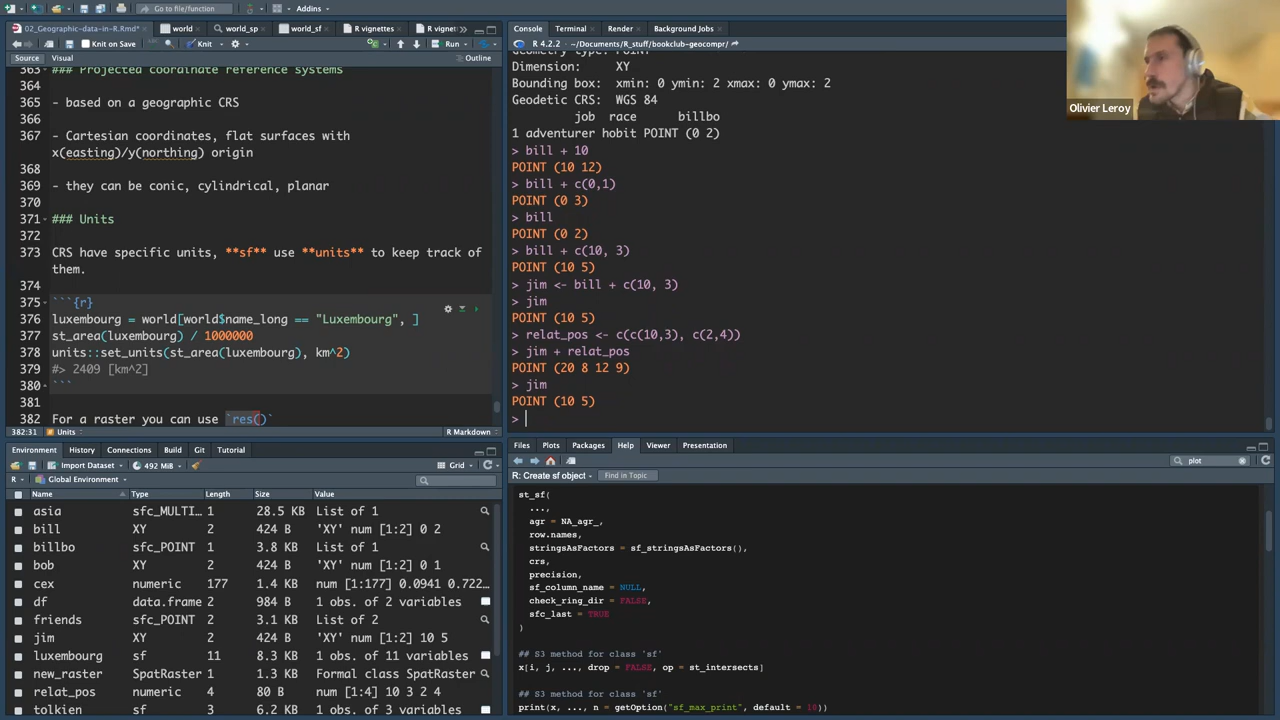 Go to file/function
Addins
02_Geographic-data-in-R.Rmd*
world
world_sp
world_sf
R vignettes
R vignet
Knit on Save
Knit
Run
Source
Visual
Outline
363 ### Projected coordinate reference systems
364
365 - based on a geographic CRS
366
367 - Cartesian coordinates, flat surfaces with
x(easting)/y(northing) origin
368
369 - they can be conic, cylindrical, planar
370
371 ### Units
372
373 CRS have specific units, **sf** use **units** to keep track of
them.
374
375 ```{r}
376 luxembourg = world[world$name_long == "Luxembourg", ]
377 st_area(luxembourg) / 1000000
378 units::set_units(st_area(luxembourg), km^2)
379 #> 2409 [km^2]
380 ```
381
382 For a raster you can use `res()`
382:31
Units
R Markdown
Console
Terminal
Render
Background Jobs
R 4.2.2 · ~/Documents/R_stuff/bookclub-geocompr/
Geometry type: POINT
Dimension: XY
Bounding box: xmin: 0 ymin: 2 xmax: 0 ymax: 2
Geodetic CRS: WGS 84
job race billbo
1 adventurer hobit POINT (0 2)
> bill + 10
POINT (10 12)
> bill + c(0,1)
POINT (0 3)
> bill
POINT (0 2)
> bill + c(10, 3)
POINT (10 5)
> jim <- bill + c(10, 3)
> jim
POINT (10 5)
> relat_pos <- c(c(10,3), c(2,4))
> jim + relat_pos
POINT (20 8 12 9)
> jim
POINT (10 5)
>
Olivier Leroy
Environment
History
Connections
Build
Git
Tutorial
Import Dataset
492 MiB
Grid
R
Global Environment
Name Type Length Size Value
asia sfc_MULTI… 1 28.5 KB List of 1
bill XY 2 424 B 'XY' num [1:2] 0 2
billbo sfc_POINT 1 3.8 KB List of 1
bob XY 2 424 B 'XY' num [1:2] 0 1
cex numeric 177 1.4 KB num [1:177] 0.0941 0.722…
df data.frame 2 984 B 1 obs. of 2 variables
friends sfc_POINT 2 3.1 KB List of 2
jim XY 2 424 B 'XY' num [1:2] 10 5
luxembourg sf 11 8.3 KB 1 obs. of 11 variables
new_raster SpatRaster 1 1.3 KB Formal class SpatRaster
relat_pos numeric 4 80 B num [1:4] 10 3 2 4
tolkien sf 3 6.2 KB 1 obs. of 3 variables
Files
Plots
Packages
Help
Viewer
Presentation
plot
R: Create sf object
Find in Topic
st_sf(
...,
agr = NA_agr_,
row.names,
stringsAsFactors = sf_stringsAsFactors(),
crs,
precision,
sf_column_name = NULL,
check_ring_dir = FALSE,
sfc_last = TRUE
)
## S3 method for class 'sf'
x[i, j, ..., drop = FALSE, op = st_intersects]
## S3 method for class 'sf'
print(x, ..., n = getOption("sf_max_print", default = 10))